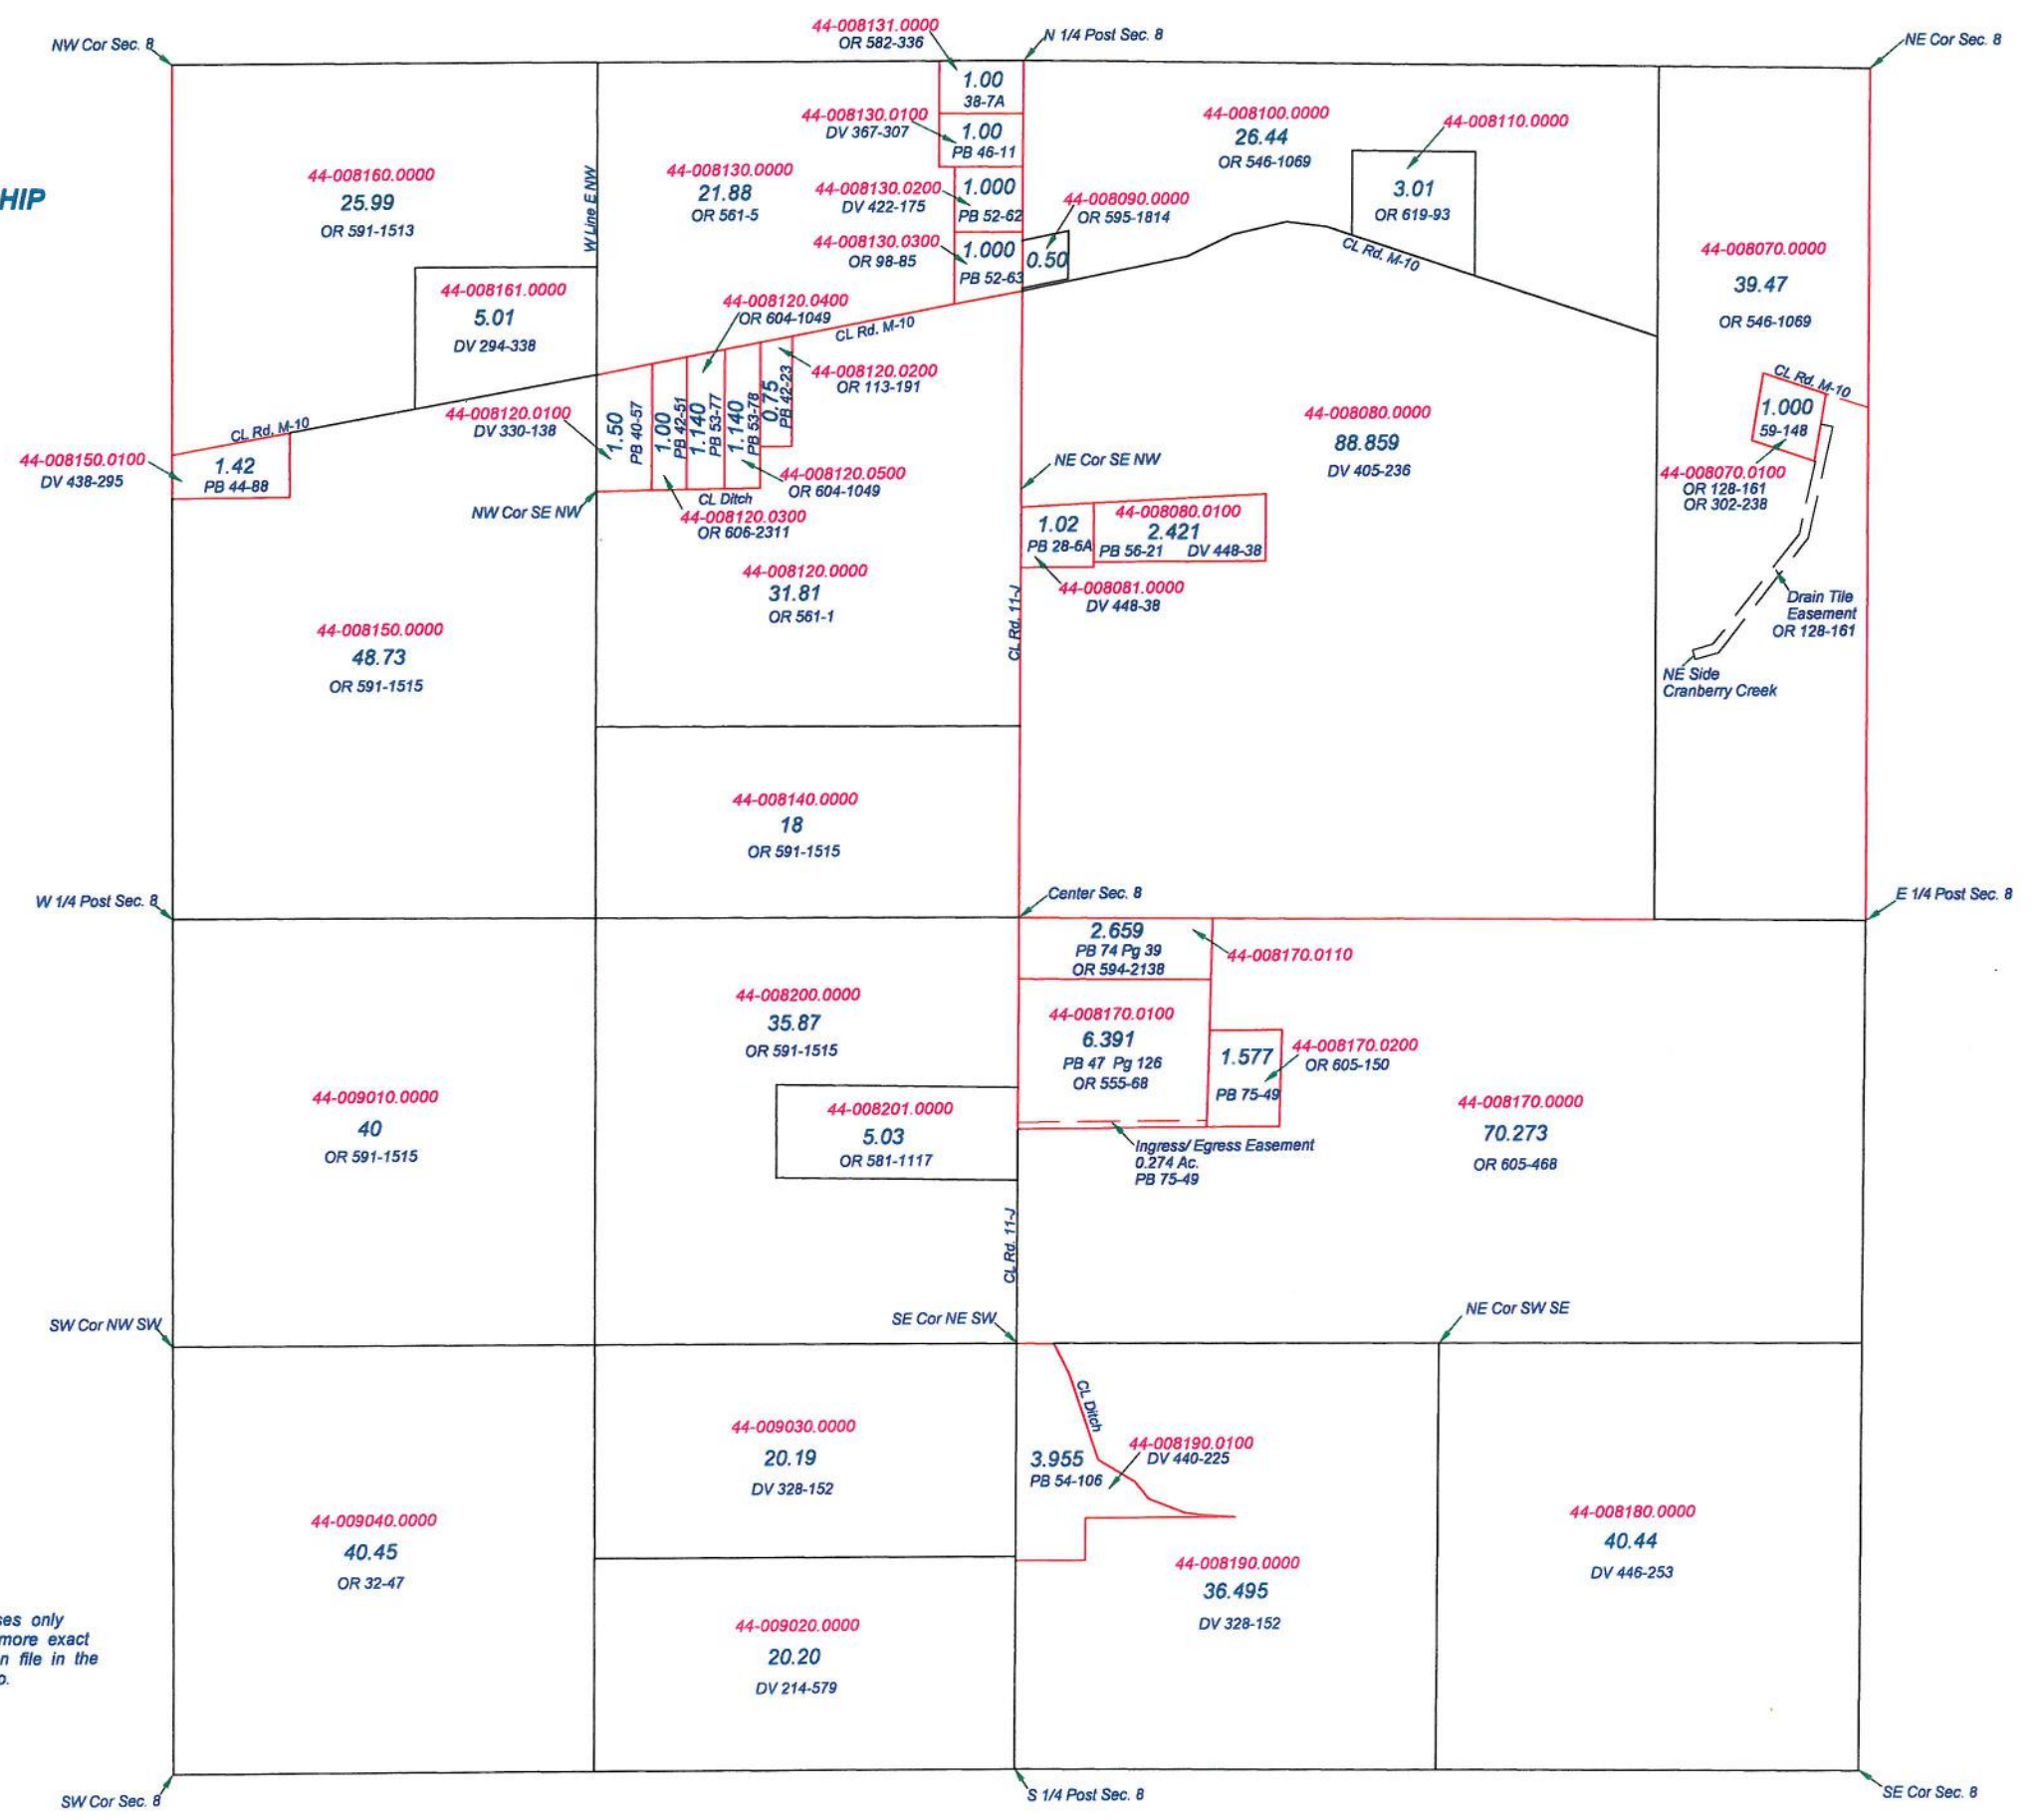 44-008131.0000
OR 582-336
N 1/4 Post Sec. 8
NW Cor Sec. 8
NE Cor Sec. 8
1.00
38-7A
44-008130.0100
DV 367-307
1.00
PB 46-11
44-008100.0000
26.44
OR 546-1069
44-008110.0000
3.01
OR 619-93
HIP
44-008160.0000
25.99
OR 591-1513
W Line E NW
44-008130.0000
21.88
OR 561-5
44-008130.0200
DV 422-175
1.000
PB 52-62
44-008090.0000
OR 595-1814
0.50
44-008130.0300
OR 98-85
1.000
PB 52-63
CL Rd. M-10
44-008070.0000
39.47
OR 546-1069
44-008161.0000
5.01
DV 294-338
44-008120.0400
OR 604-1049
CL Rd. M-10
44-008120.0200
OR 113-191
CL Rd. M-10
1.000
59-148
44-008070.0100
OR 128-161
OR 302-238
44-008120.0100
DV 330-138
1.50
PB 40-57
1.00
PB 42-51
1.140
PB 53-77
1.140
PB 53-78
0.75
PB 42-23
44-008080.0000
88.859
DV 405-236
CL Rd. M-10
44-008150.0100
DV 438-295
1.42
PB 44-88
NE Cor SE NW
44-008120.0500
OR 604-1049
CL Ditch
NW Cor SE NW
44-008120.0300
OR 606-2311
1.02
PB 28-6A
44-008080.0100
2.421
PB 56-21 DV 448-38
44-008081.0000
DV 448-38
44-008120.0000
31.81
OR 561-1
CL Rd. 11-J
Drain Tile
Easement
OR 128-161
NE Side
Cranberry Creek
44-008150.0000
48.73
OR 591-1515
44-008140.0000
18
OR 591-1515
W 1/4 Post Sec. 8
Center Sec. 8
E 1/4 Post Sec. 8
2.659
PB 74 Pg 39
OR 594-2138
44-008170.0110
44-008200.0000
35.87
OR 591-1515
44-008170.0100
6.391
PB 47 Pg 126
OR 555-68
1.577
PB 75-49
44-008170.0200
OR 605-150
44-009010.0000
40
OR 591-1515
44-008201.0000
5.03
OR 581-1117
Ingress/ Egress Easement
0.274 Ac.
PB 75-49
44-008170.0000
70.273
OR 605-468
CL Rd. 11-J
SW Cor NW SW
SE Cor NE SW
NE Cor SW SE
CL Ditch
44-009030.0000
20.19
DV 328-152
3.955
PB 54-106
44-008190.0100
DV 440-225
44-009040.0000
40.45
OR 32-47
44-008190.0000
36.495
DV 328-152
44-008180.0000
40.44
DV 446-253
44-009020.0000
20.20
DV 214-579
ses only
more exact
n file in the
o.
SW Cor Sec. 8
S 1/4 Post Sec. 8
SE Cor Sec. 8